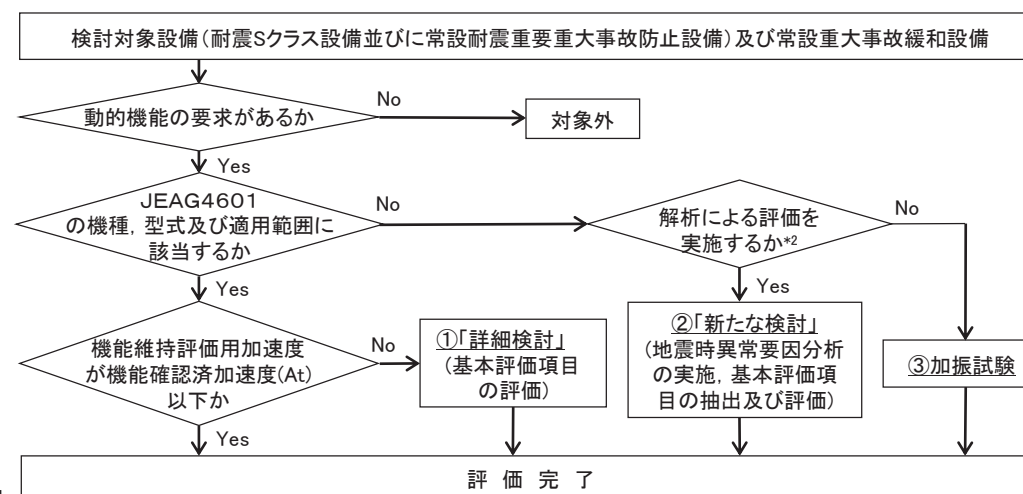 検討対象設備(耐震Sクラス設備並びに常設耐震重要重大事故防止設備)及び常設重大事故緩和設備
動的機能の要求があるか
No
対象外
Yes
JEAG4601
の機種,型式及び適用範囲に
該当するか
No
解析による評価を
実施するか*2
No
Yes
Yes
機能維持評価用加速度
が機能確認済加速度(At)
以下か
No
①「詳細検討」
(基本評価項目
の評価)
②「新たな検討」
(地震時異常要因分析
の実施,基本評価項
目の抽出及び評価)
③加振試験
Yes
評 価 完 了